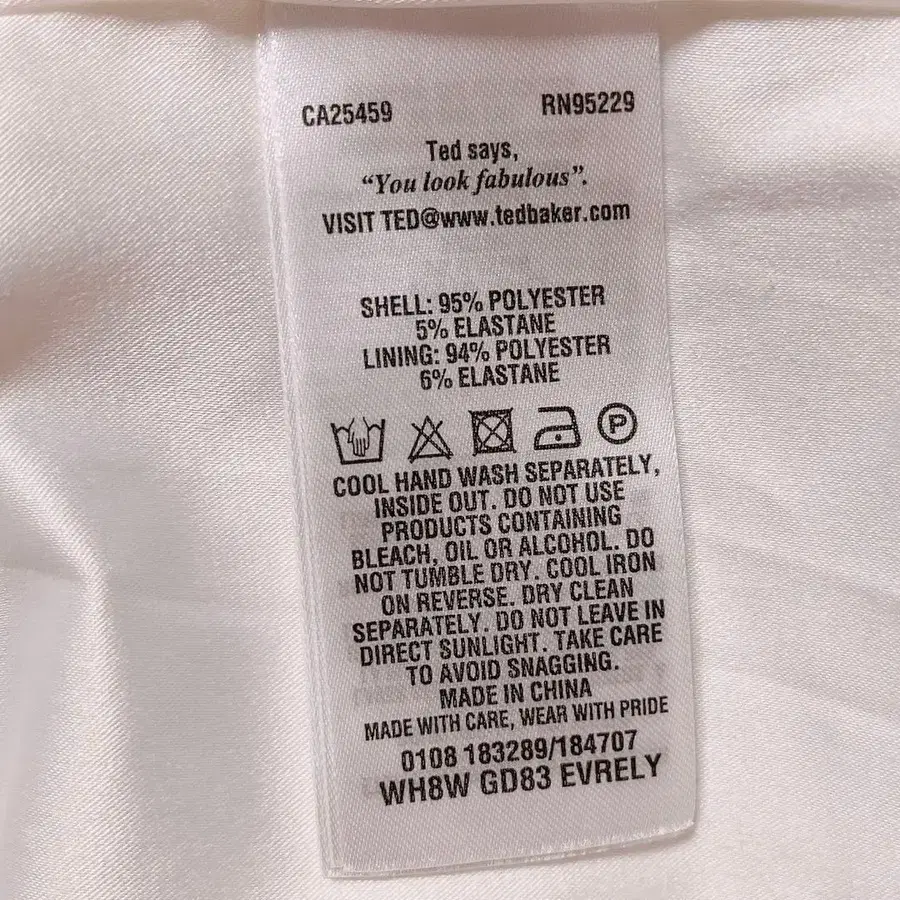 CA25459 RN95229
Ted says,
“You look fabulous”.
VISIT TED@www.tedbaker.com
SHELL: 95% POLYESTER
5% ELASTANE
LINING: 94% POLYESTER
6% ELASTANE
P
COOL HAND WASH SEPARATELY,
INSIDE OUT. DO NOT USE
PRODUCTS CONTAINING
BLEACH, OIL OR ALCOHOL. DO
NOT TUMBLE DRY. COOL IRON
ON REVERSE. DRY CLEAN
SEPARATELY. DO NOT LEAVE IN
DIRECT SUNLIGHT. TAKE CARE
TO AVOID SNAGGING.
MADE IN CHINA
MADE WITH CARE, WEAR WITH PRIDE
0108 183289/184707
WH8W GD83 EVRELY